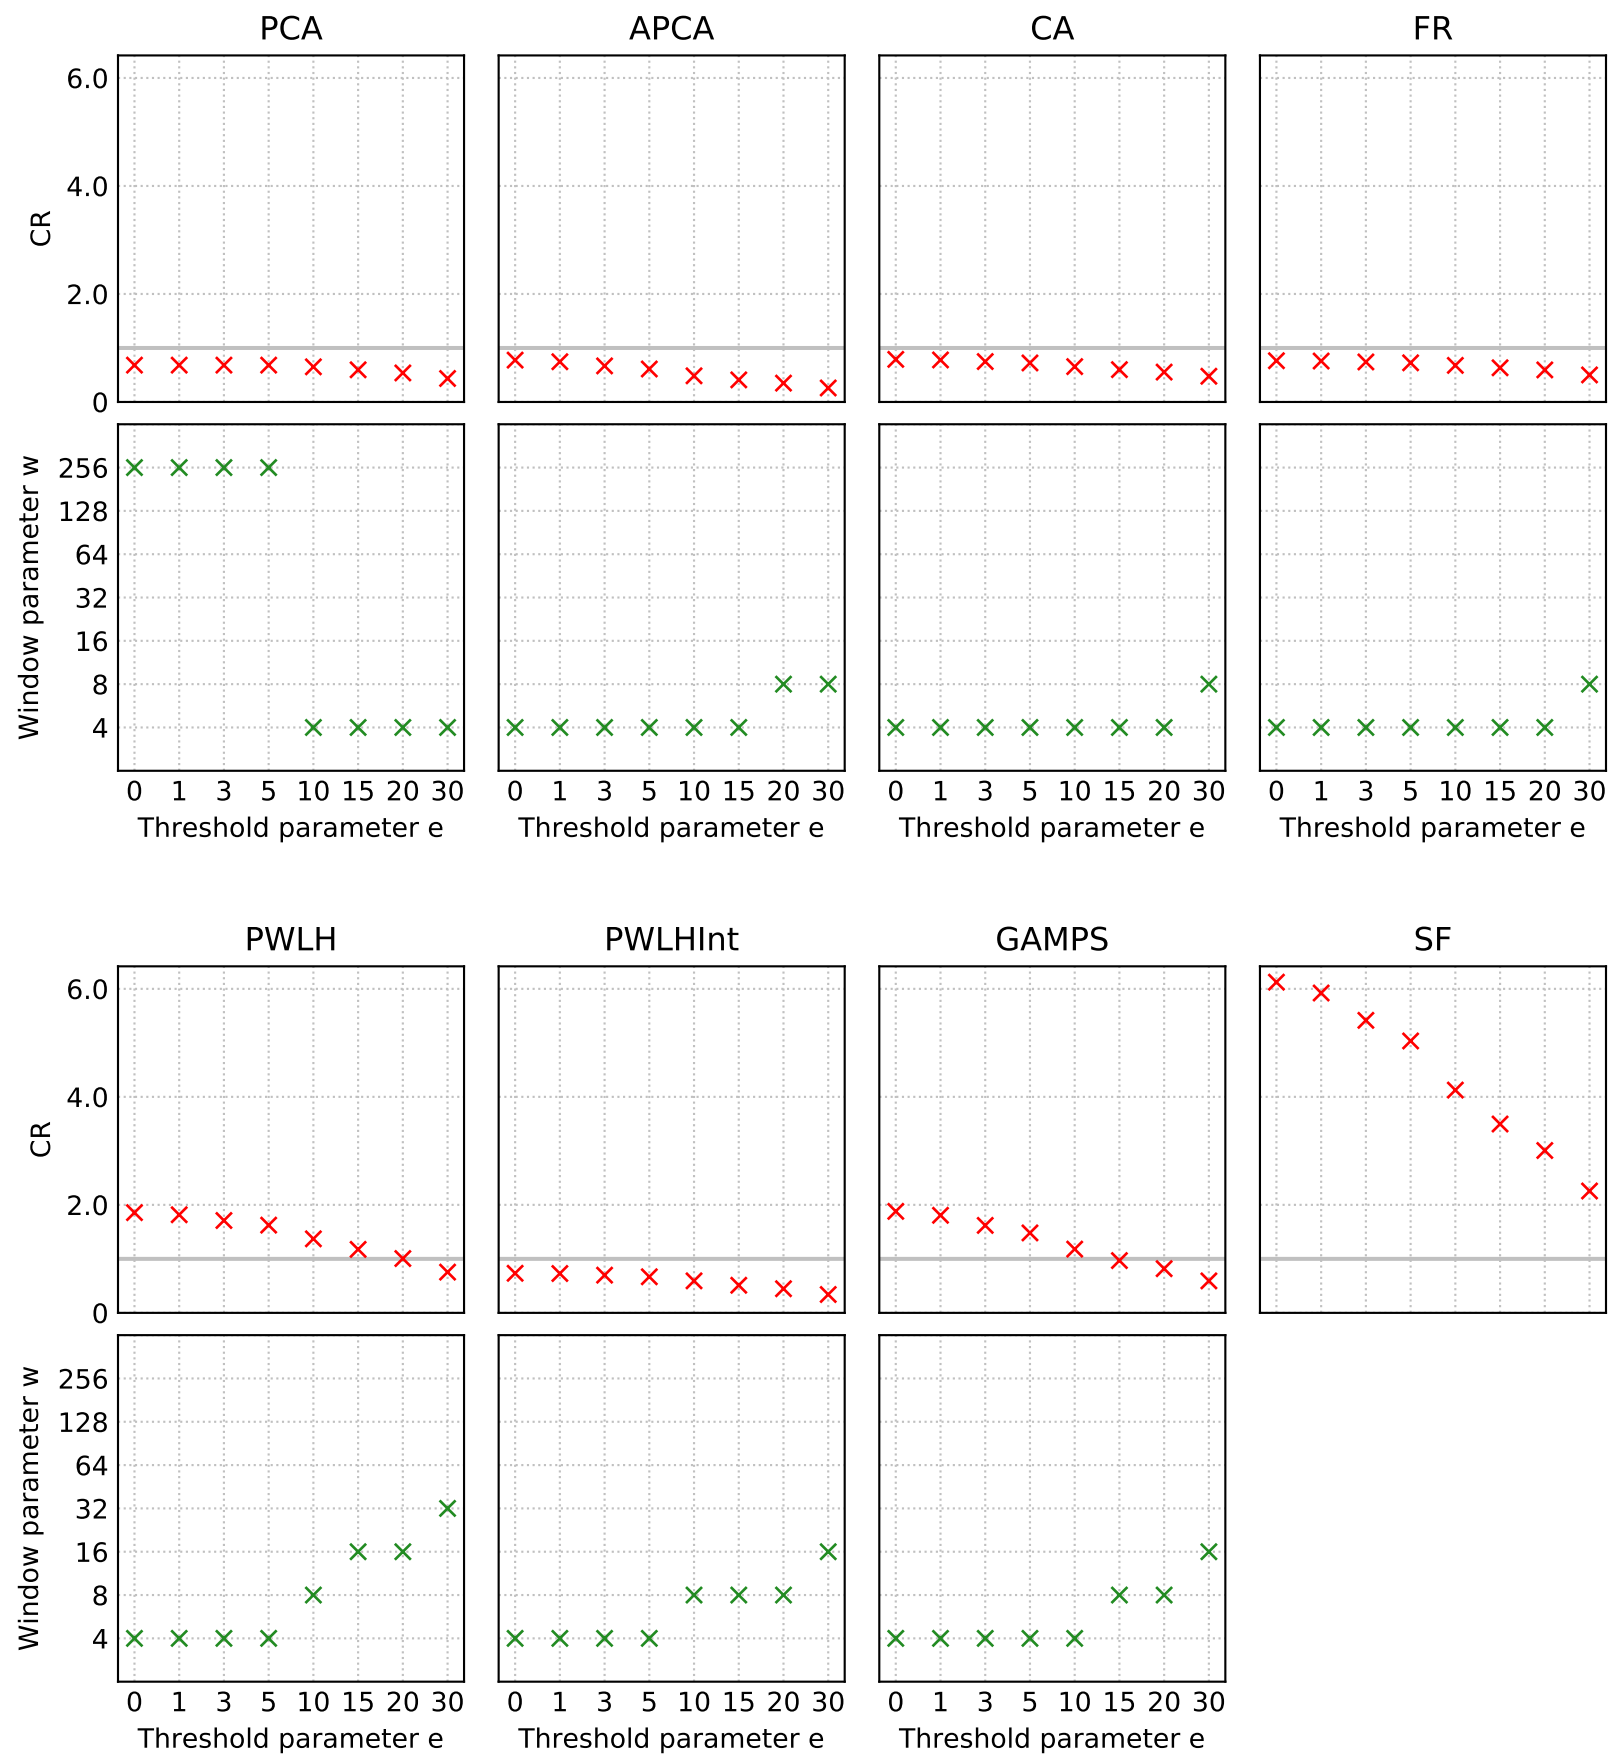 PCA APCA CA FR
CR
6.0
4.0
2.0
0
Window parameter w
256
128
64
32
16
8
4
0 1 3 5 10 15 20 30 0 1 3 5 10 15 20 30 0 1 3 5 10 15 20 30 0 1 3 5 10 15 20 30
Threshold parameter e Threshold parameter e Threshold parameter e Threshold parameter e
PWLH PWLHInt GAMPS SF
CR
6.0
4.0
2.0
0
Window parameter w
256
128
64
32
16
8
4
0 1 3 5 10 15 20 30 0 1 3 5 10 15 20 30 0 1 3 5 10 15 20 30
Threshold parameter e Threshold parameter e Threshold parameter e